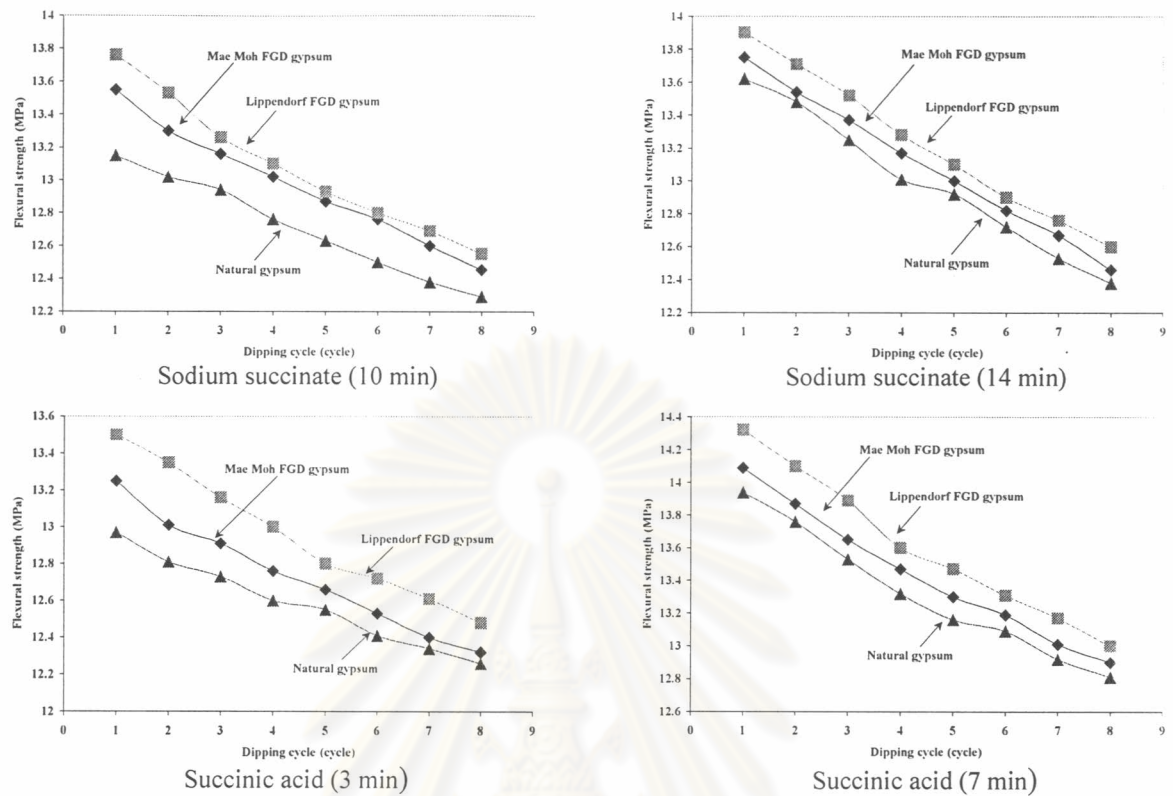 14
13.8
13.6
13.4
13.2
13
12.8
12.6
12.4
12.2
Flexural strength (MPa)
Mae Moh FGD gypsum
Lippendorf FGD gypsum
Natural gypsum
0 1 2 3 4 5 6 7 8 9
Dipping cycle (cycle)
Sodium succinate (10 min)
14
13.8
13.6
13.4
13.2
13
12.8
12.6
12.4
12.2
Flexural strength (MPa)
Mae Moh FGD gypsum
Lippendorf FGD gypsum
Natural gypsum
0 1 2 3 4 5 6 7 8 9
Dipping cycle (cycle)
Sodium succinate (14 min)
13.6
13.4
13.2
13
12.8
12.6
12.4
12.2
12
Flexural strength (MPa)
Mae Moh FGD gypsum
Lippendorf FGD gypsum
Natural gypsum
0 1 2 3 4 5 6 7 8 9
Dipping cycle (cycle)
Succinic acid (3 min)
14.4
14.2
14
13.8
13.6
13.4
13.2
13
12.8
12.6
Flexural strength (MPa)
Mae Moh FGD gypsum
Lippendorf FGD gypsum
Natural gypsum
0 1 2 3 4 5 6 7 8 9
Dipping cycle (cycle)
Succinic acid (7 min)